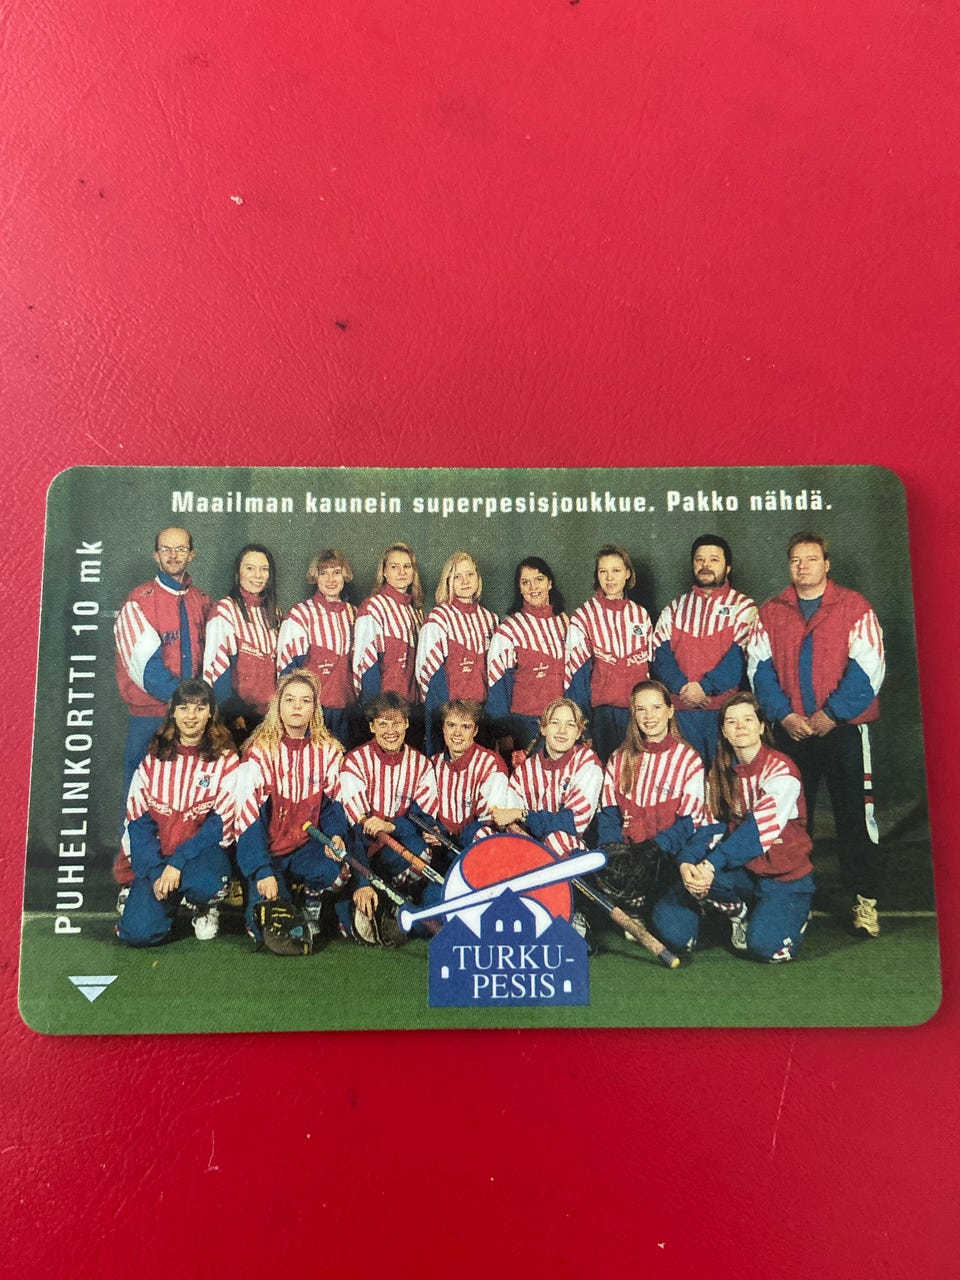 Maailman kaunein superpesisjoukkue. Pakko nähdä.
PUHELINKORTTI 10 mk
TURKU-
PESIS